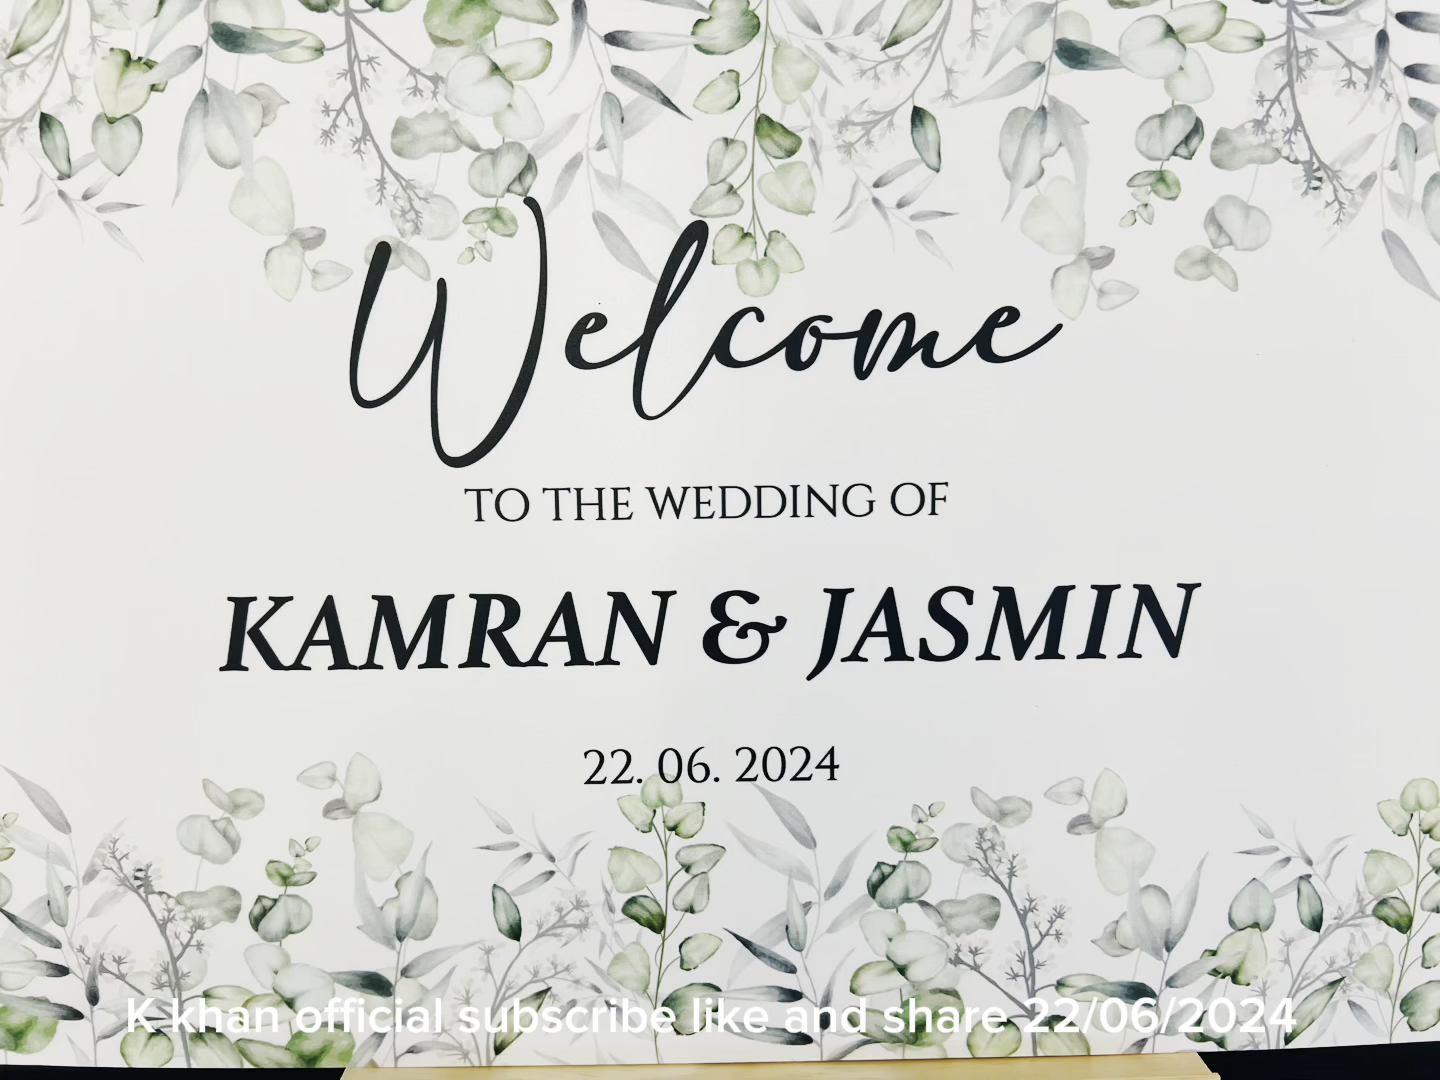 Welcome
TO THE WEDDING OF
KAMRAN & JASMIN
22. 06. 2024
K khan official subscribe like and share 22/06/2024